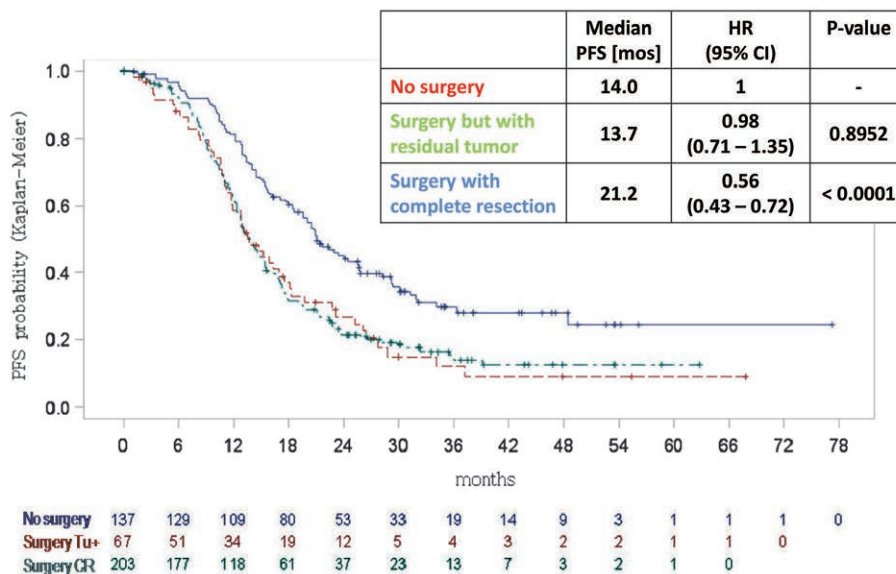 Median PFS [mos] HR (95% CI) P-value
No surgery 14.0 1 -
Surgery but with residual tumor 13.7 0.98 (0.71 – 1.35) 0.8952
Surgery with complete resection 21.2 0.56 (0.43 – 0.72) < 0.0001
PFS probability (Kaplan-Meier)
1.0
0.8
0.6
0.4
0.2
0.0
0 6 12 18 24 30 36 42 48 54 60 66 72 78
months
No surgery 137 129 109 80 53 33 19 14 9 3 1 1 1 0
Surgery Tu+ 67 51 34 19 12 5 4 3 2 2 1 1 0
Surgery CR 203 177 118 61 37 23 13 7 3 2 1 0